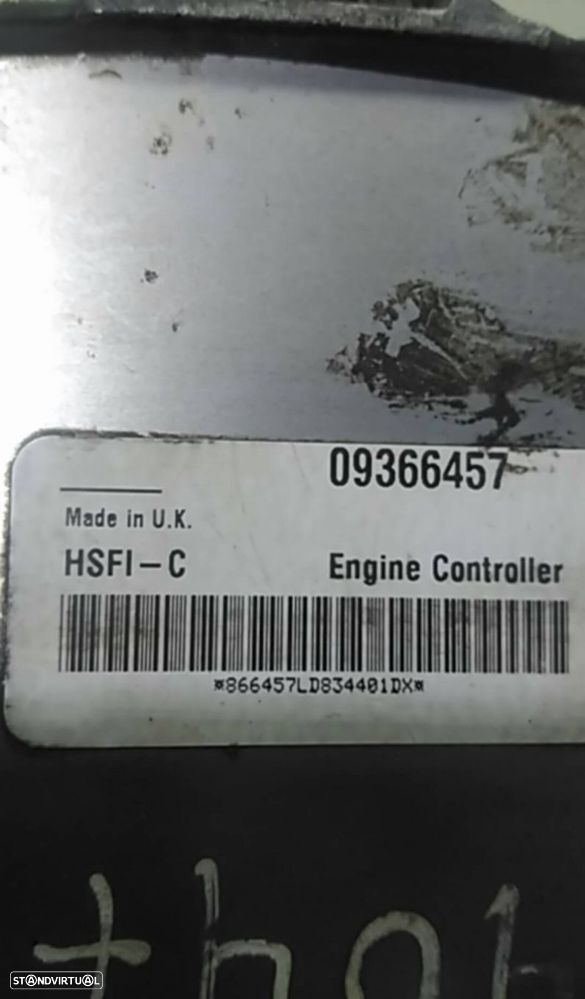 09366457
Made in U.K.
HSFI-C Engine Controller
*866457LD834401DX*
STANDVIRTUAL